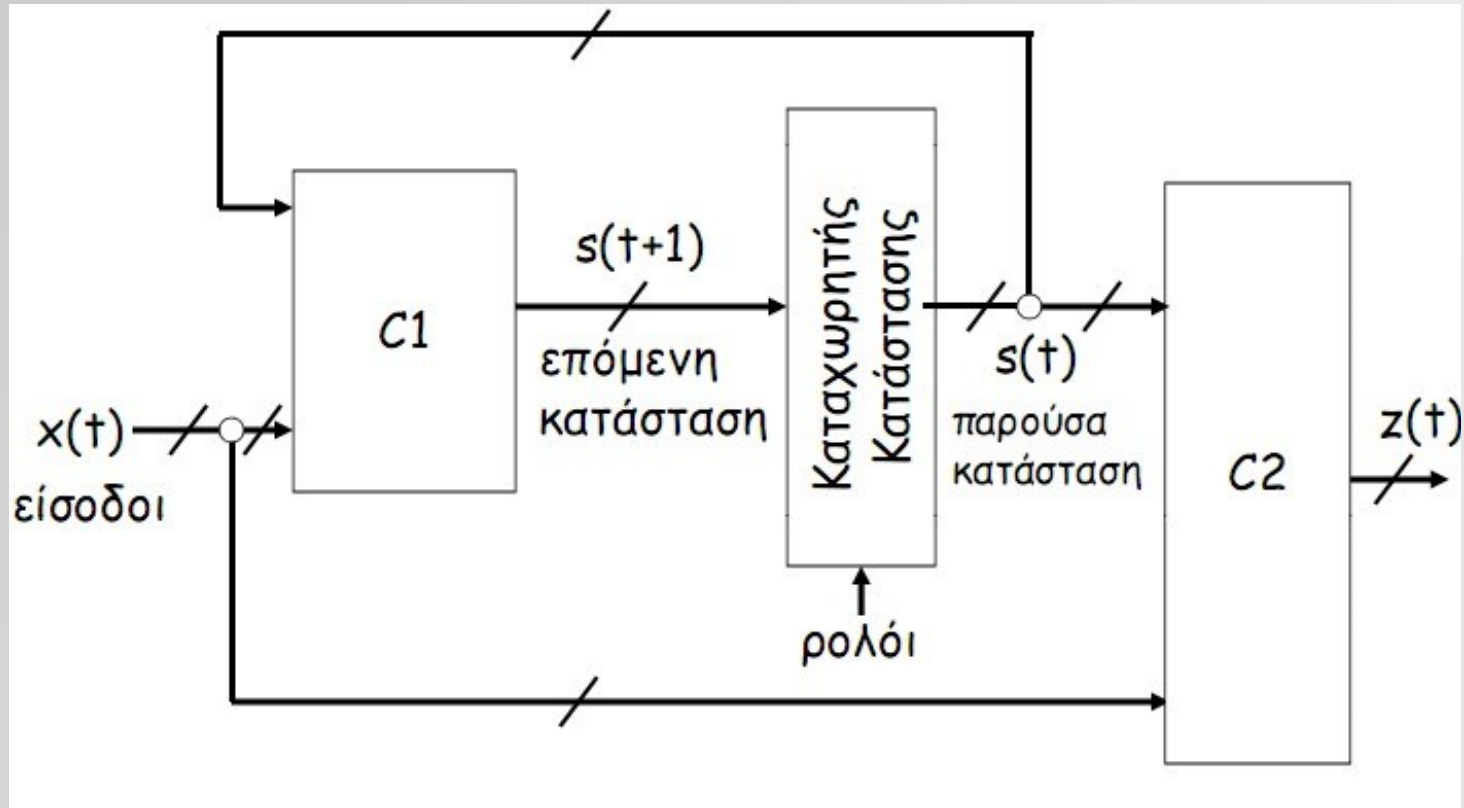 C1
s(t+1)
επόμενη
κατάσταση
Καταχωρητής
Κατάστασης
s(t)
παρούσα
κατάσταση
x(t)
είσοδοι
C2
z(t)
ρολόι